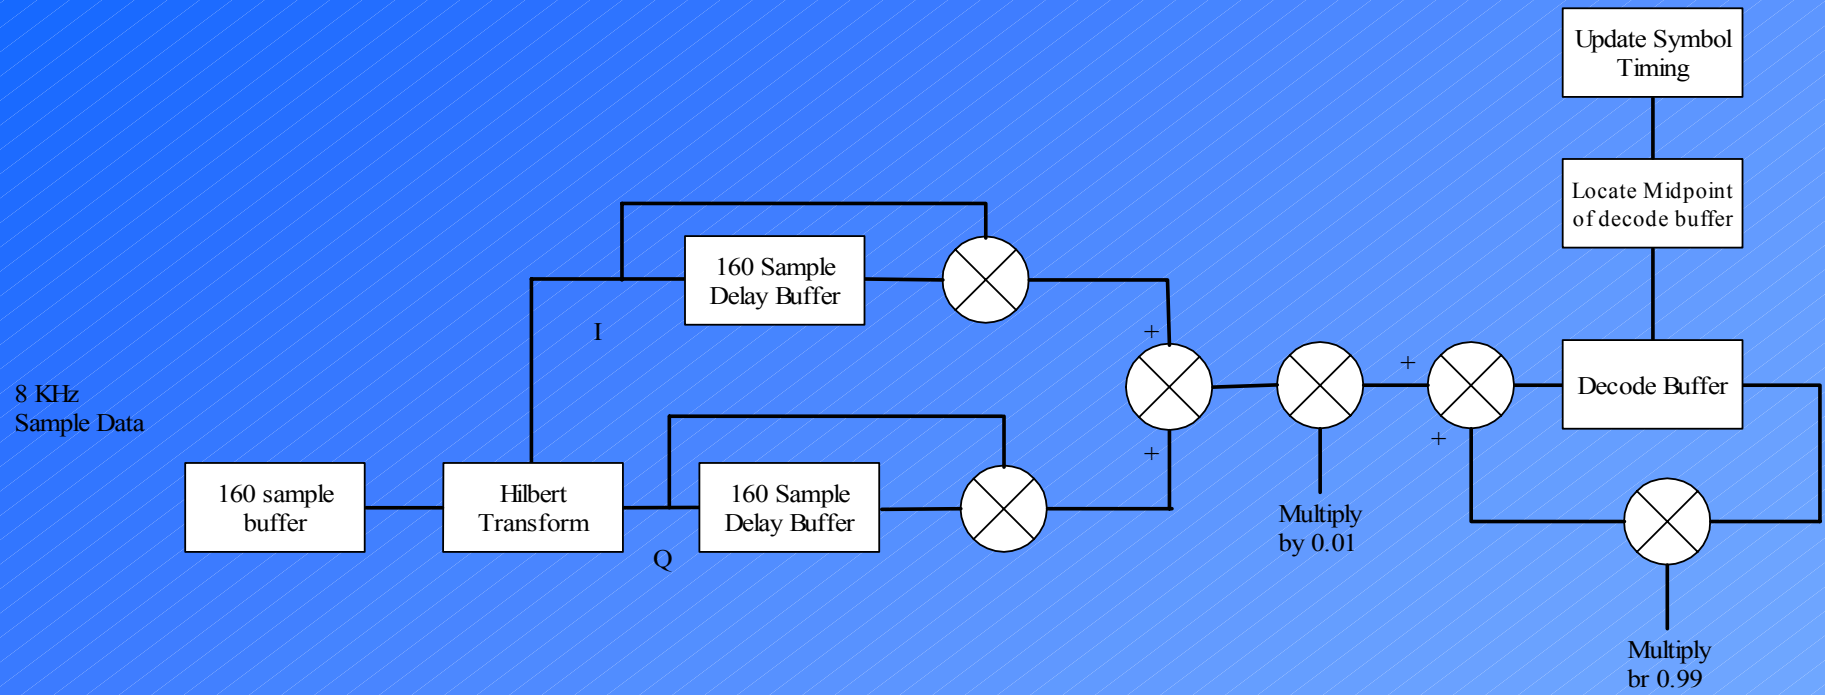 Update Symbol
Timing
Locate Midpoint
of decode buffer
160 Sample
Delay Buffer
I
+
+
Decode Buffer
8 KHz
Sample Data
+
+
160 sample
buffer
Hilbert
Transform
160 Sample
Delay Buffer
Q
Multiply
by 0.01
Multiply
br 0.99